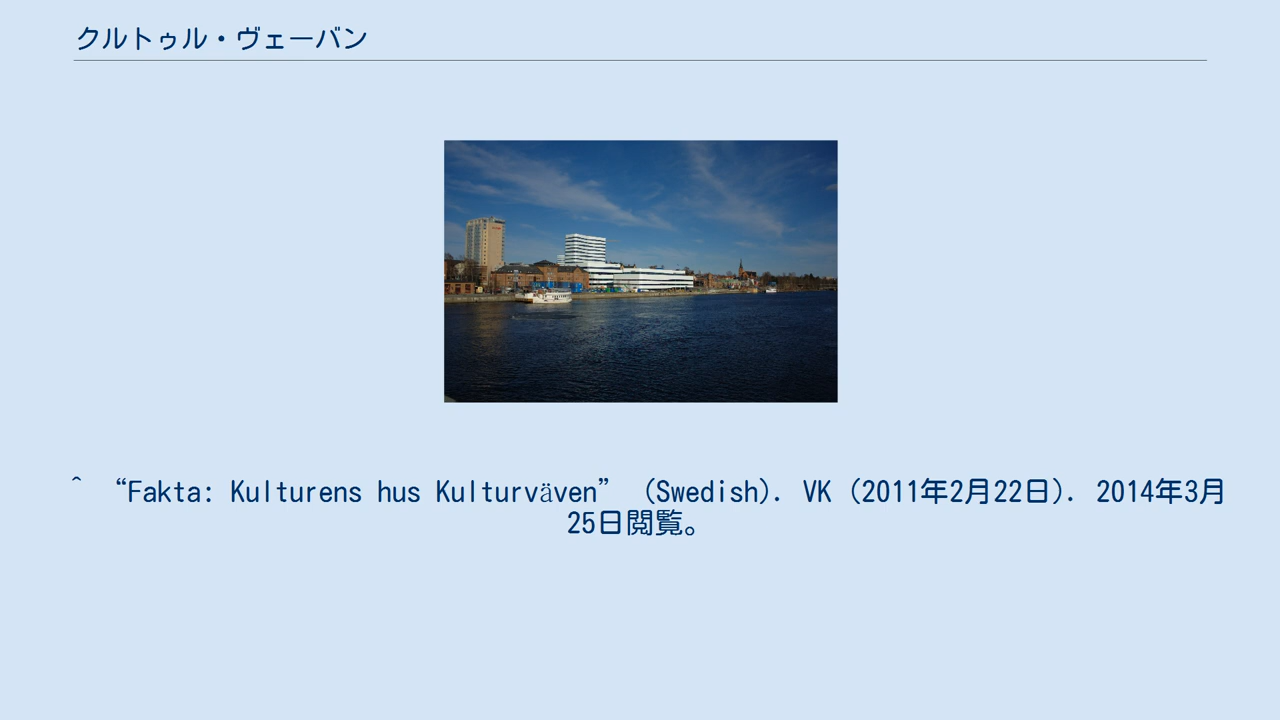 クルトゥル・ヴェーバン
^ “Fakta: Kulturens hus Kulturväven” (Swedish). VK (2011年2月22日). 2014年3月
25日閲覧。